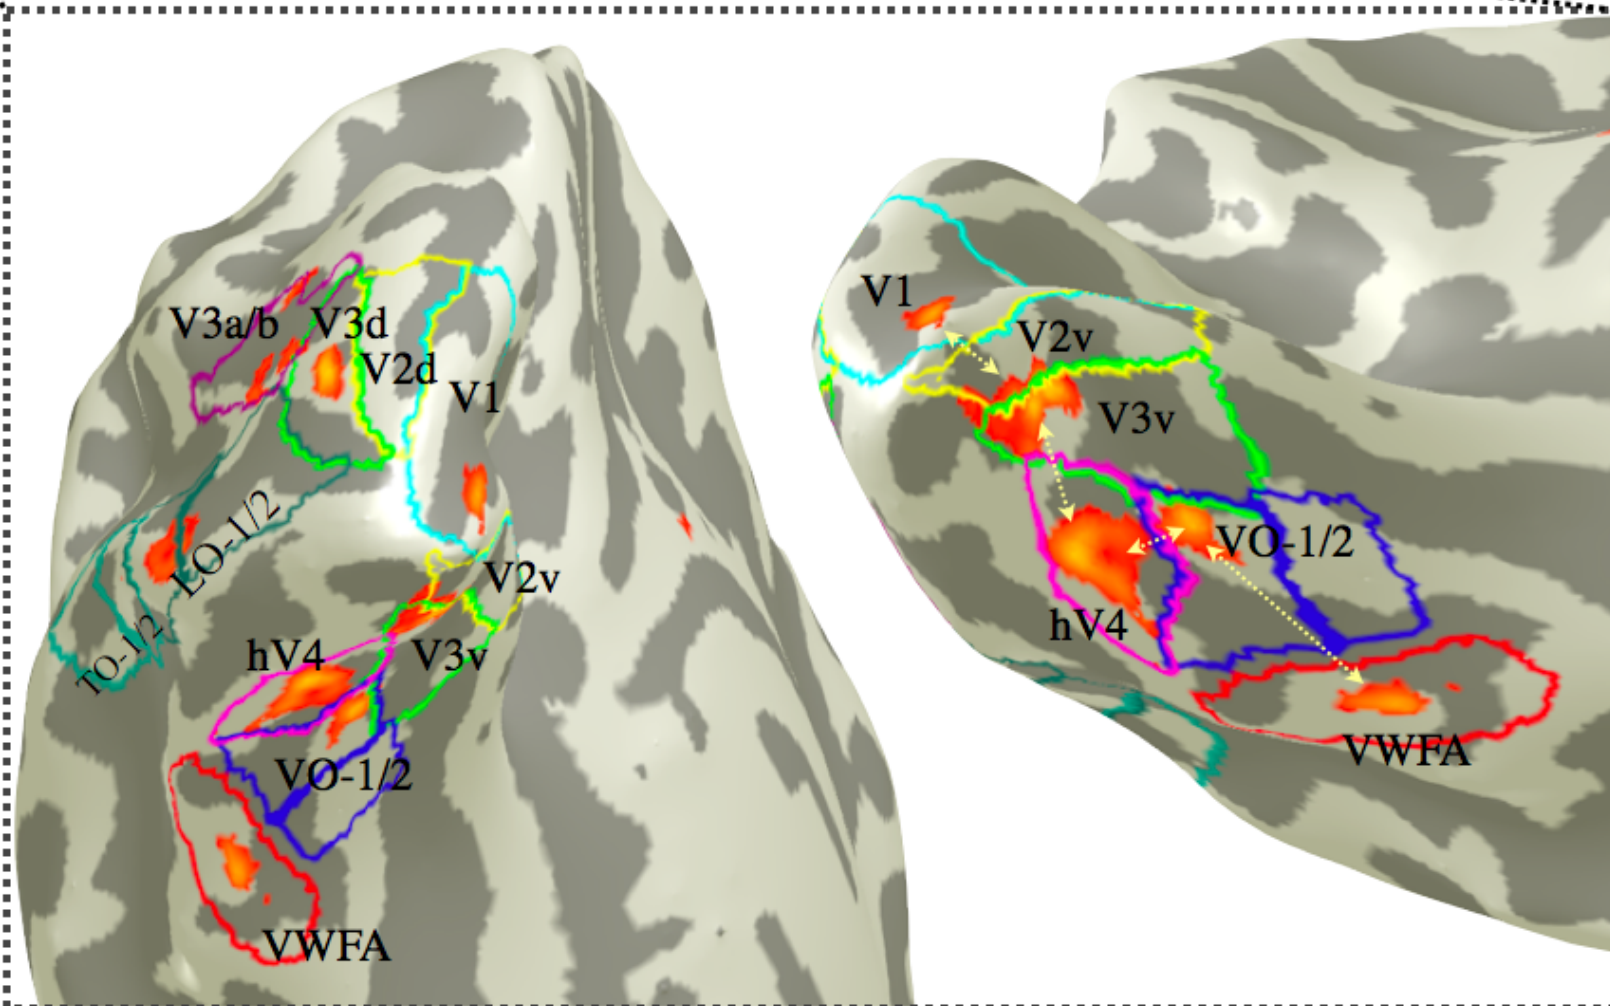 V3a/b
V3d
V2d
V1
LO-1/2
TO-1/2
V2v
hV4
V3v
VO-1/2
VWFA
V1
V2v
V3v
VO-1/2
hV4
VWFA